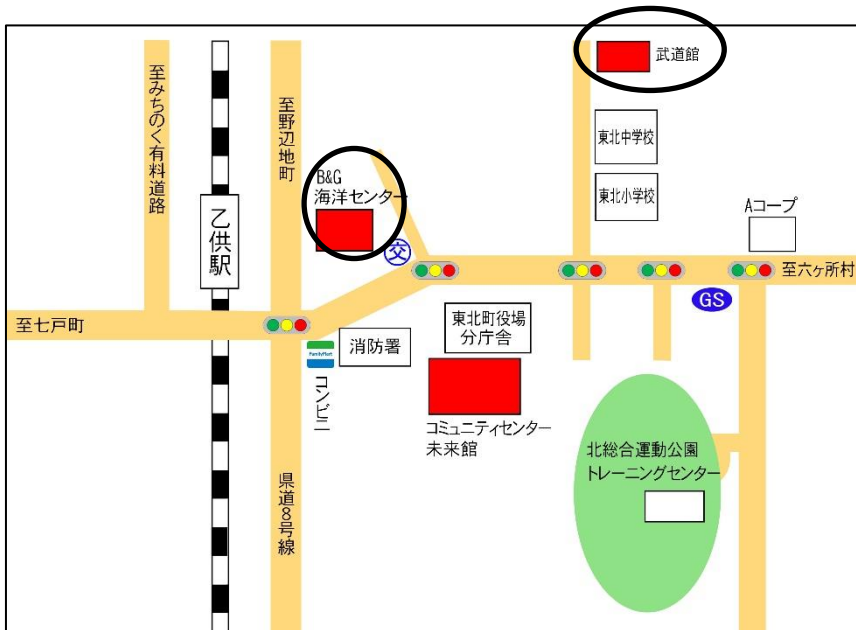 武道館
至みちのく有料道路
至野辺地町
東北中学校
B&G
海洋センター
東北小学校
乙供駅
Aコープ
交
至六ヶ所村
GS
至七戸町
東北町役場
分庁舎
消防署
FamilyMart
コンビニ
コミュニティセンター
未来館
北総合運動公園
トレーニングセンター
県道8号線